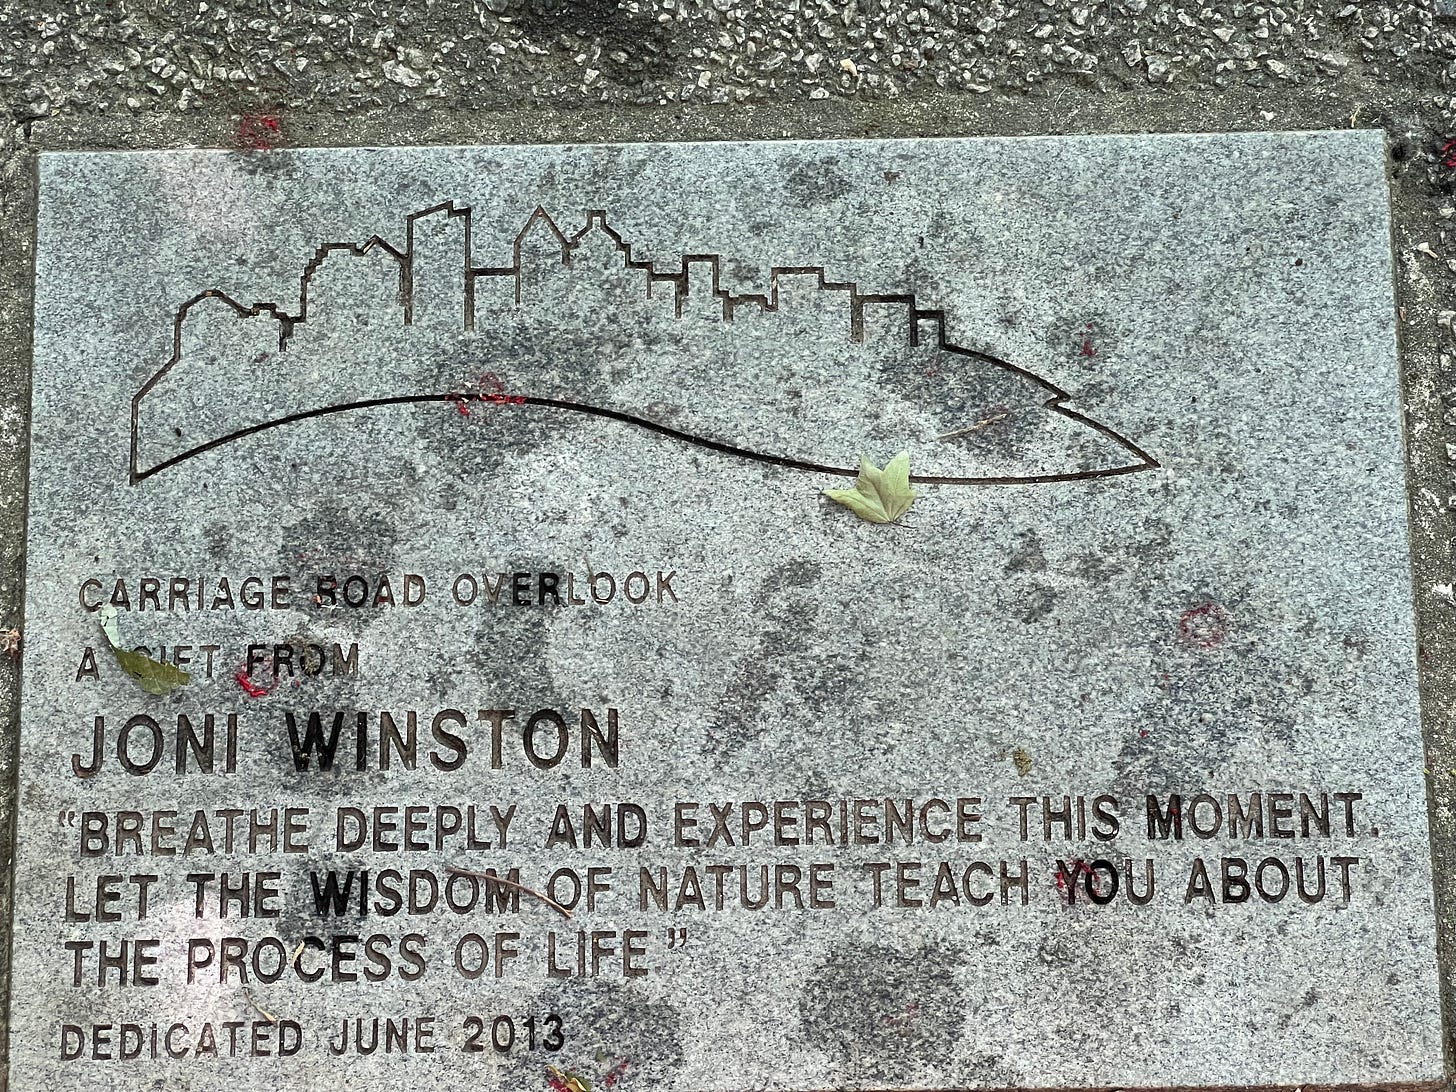 CARRIAGE ROAD OVERLOOK
A GIFT FROM
JONI WINSTON
“BREATHE DEEPLY AND EXPERIENCE THIS MOMENT.
LET THE WISDOM OF NATURE TEACH YOU ABOUT
THE PROCESS OF LIFE.”
DEDICATED JUNE 2013